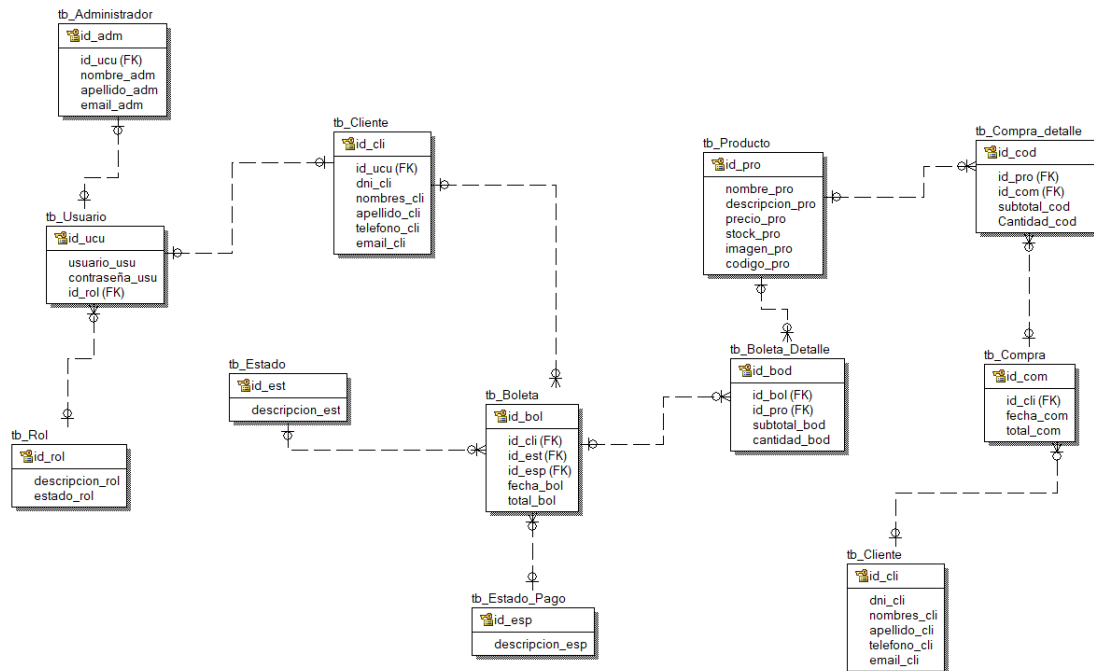 tb_Administrador
id_adm
id_ucu (FK)
nombre_adm
apellido_adm
email_adm
tb_Cliente
id_cli
id_ucu (FK)
dni_cli
nombres_cli
apellido_cli
telefono_cli
email_cli
tb_Producto
id_pro
nombre_pro
descripcion_pro
precio_pro
stock_pro
imagen_pro
codigo_pro
tb_Compra_detalle
id_cod
id_pro (FK)
id_com (FK)
subtotal_cod
Cantidad_cod
tb_Usuario
id_ucu
usuario_usu
contraseña_usu
id_rol (FK)
tb_Estado
id_est
descripcion_est
tb_Boleta_Detalle
id_bod
id_bol (FK)
id_pro (FK)
subtotal_bod
cantidad_bod
tb_Compra
id_com
id_cli (FK)
fecha_com
total_com
tb_Boleta
id_bol
id_cli (FK)
id_est (FK)
id_esp (FK)
fecha_bol
total_bol
tb_Rol
id_rol
descripcion_rol
estado_rol
tb_Cliente
id_cli
dni_cli
nombres_cli
apellido_cli
telefono_cli
email_cli
tb_Estado_Pago
id_esp
descripcion_esp